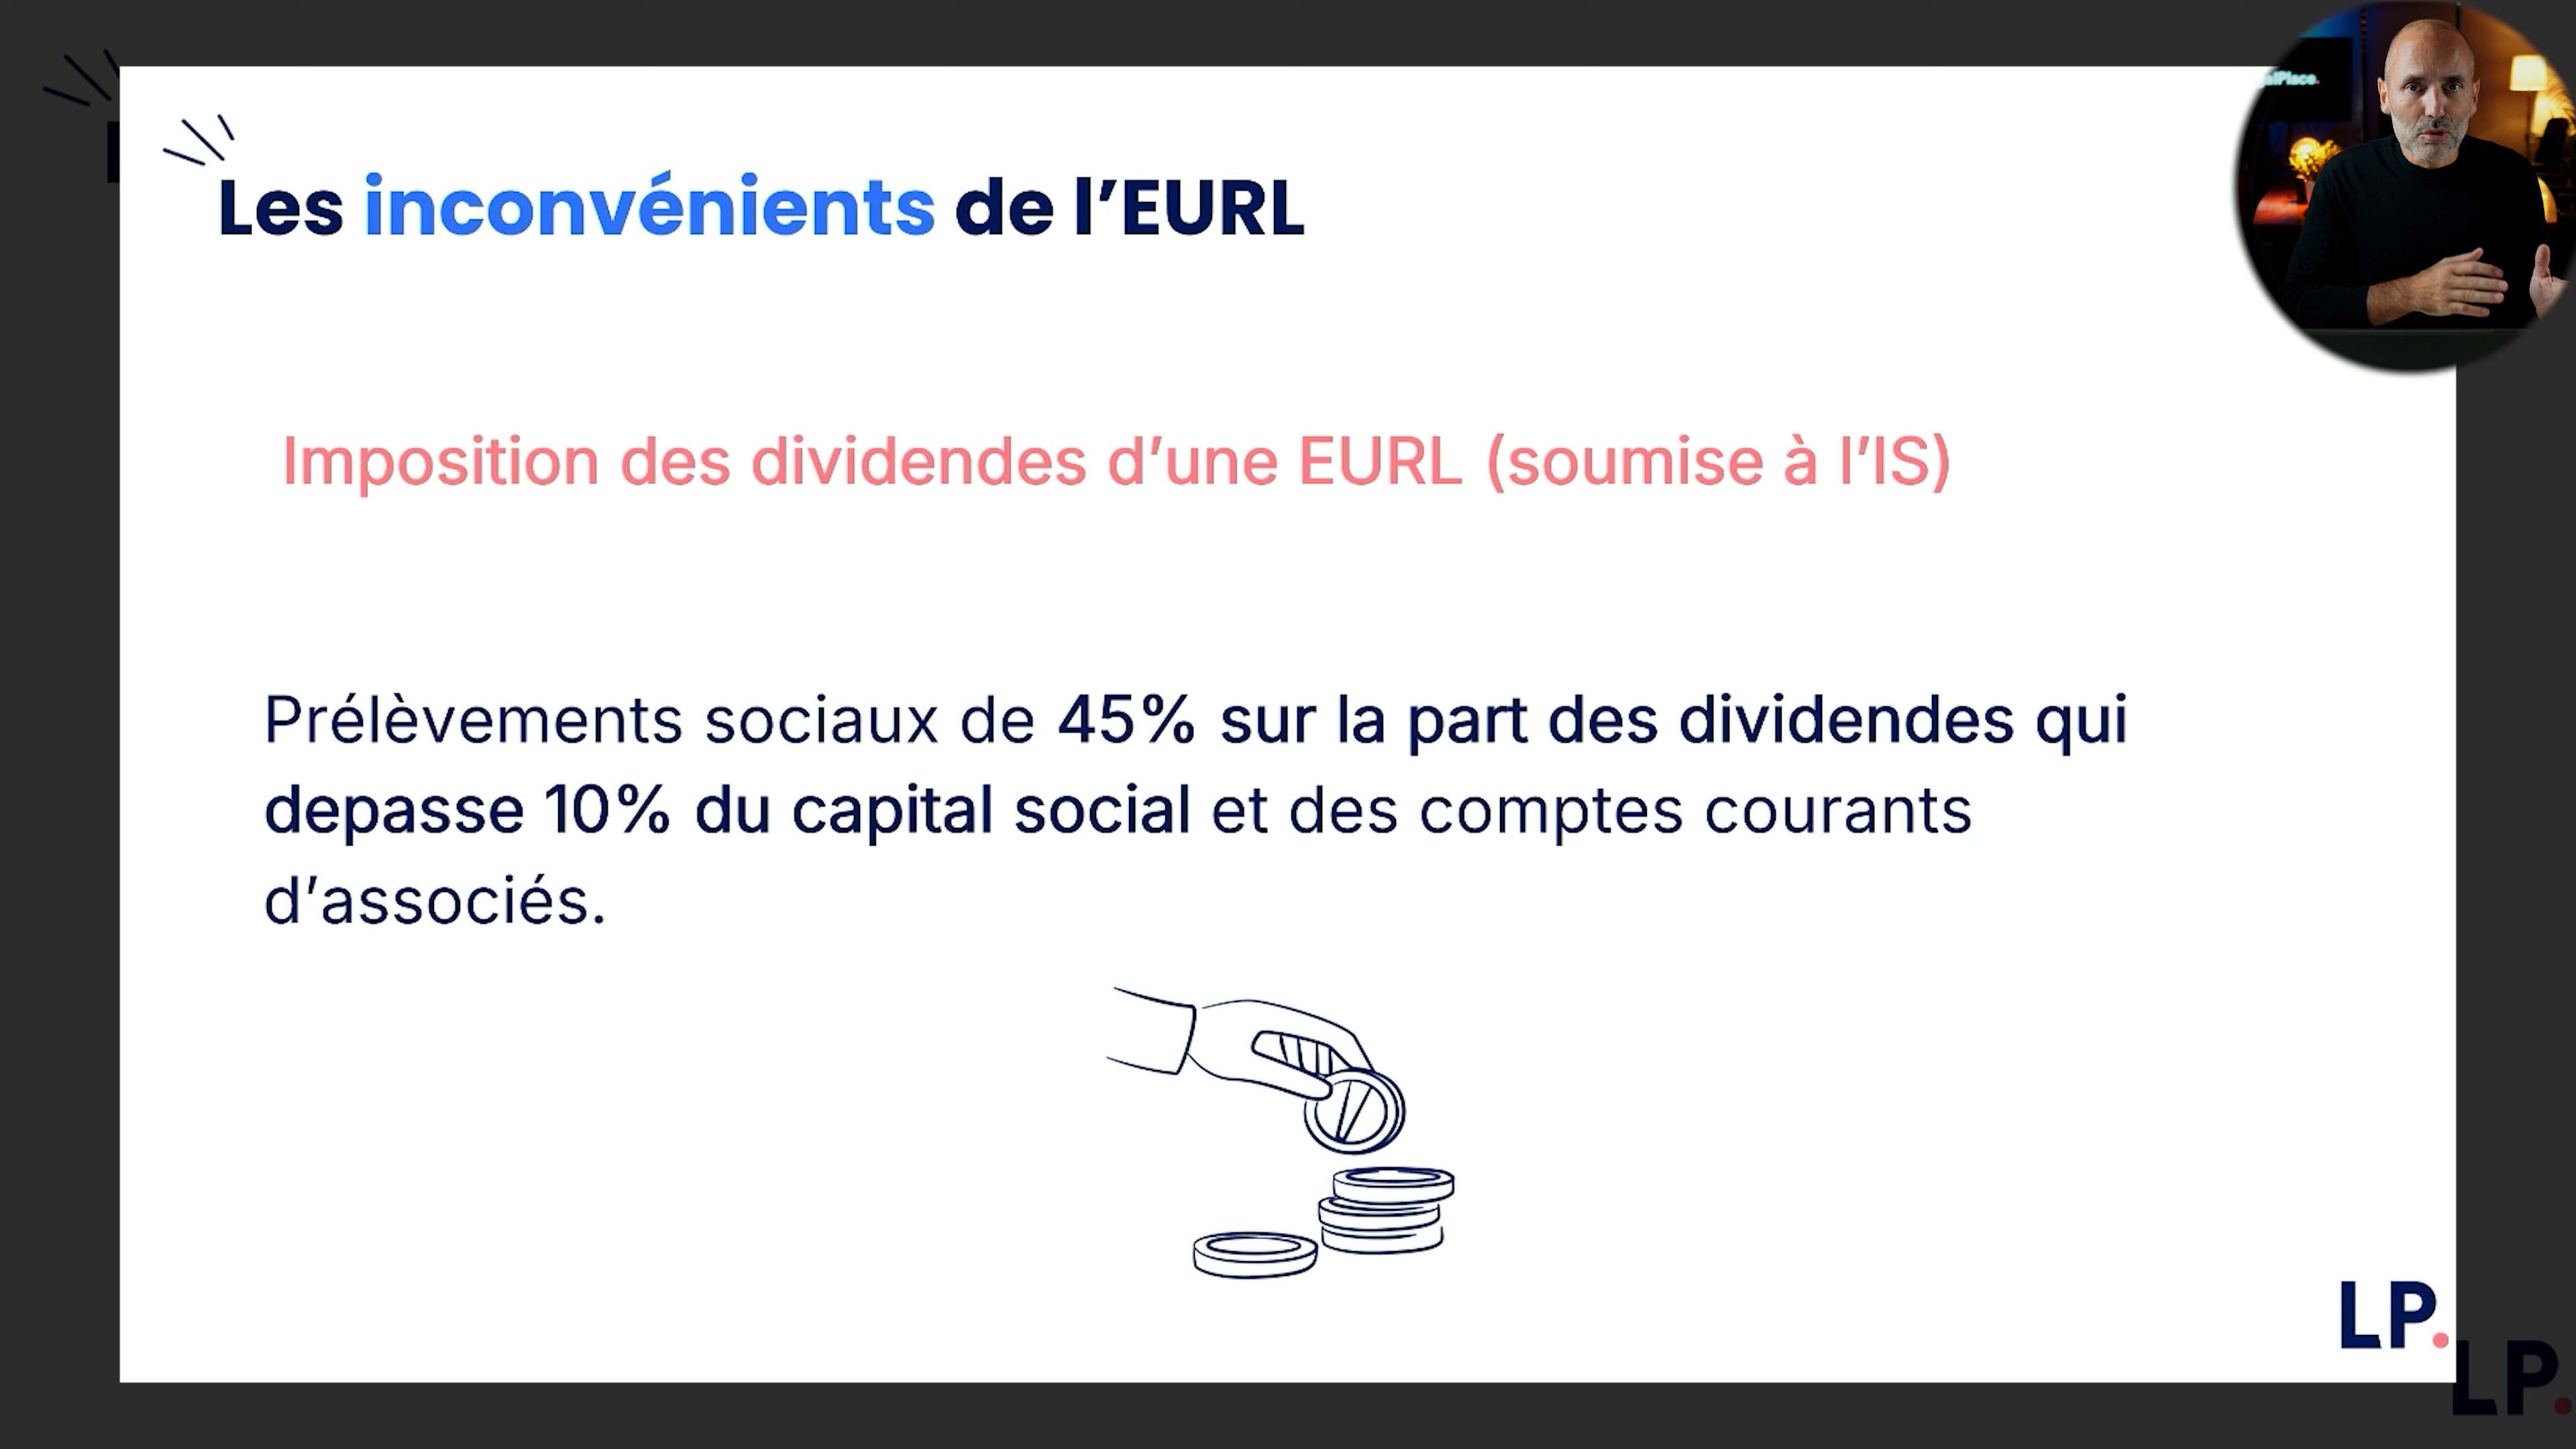 Les inconvénients de l’EURL
Imposition des dividendes d’une EURL (soumise à l’IS)
Prélèvements sociaux de 45% sur la part des dividendes qui
depasse 10% du capital social et des comptes courants
d’associés.
LP.
LP.